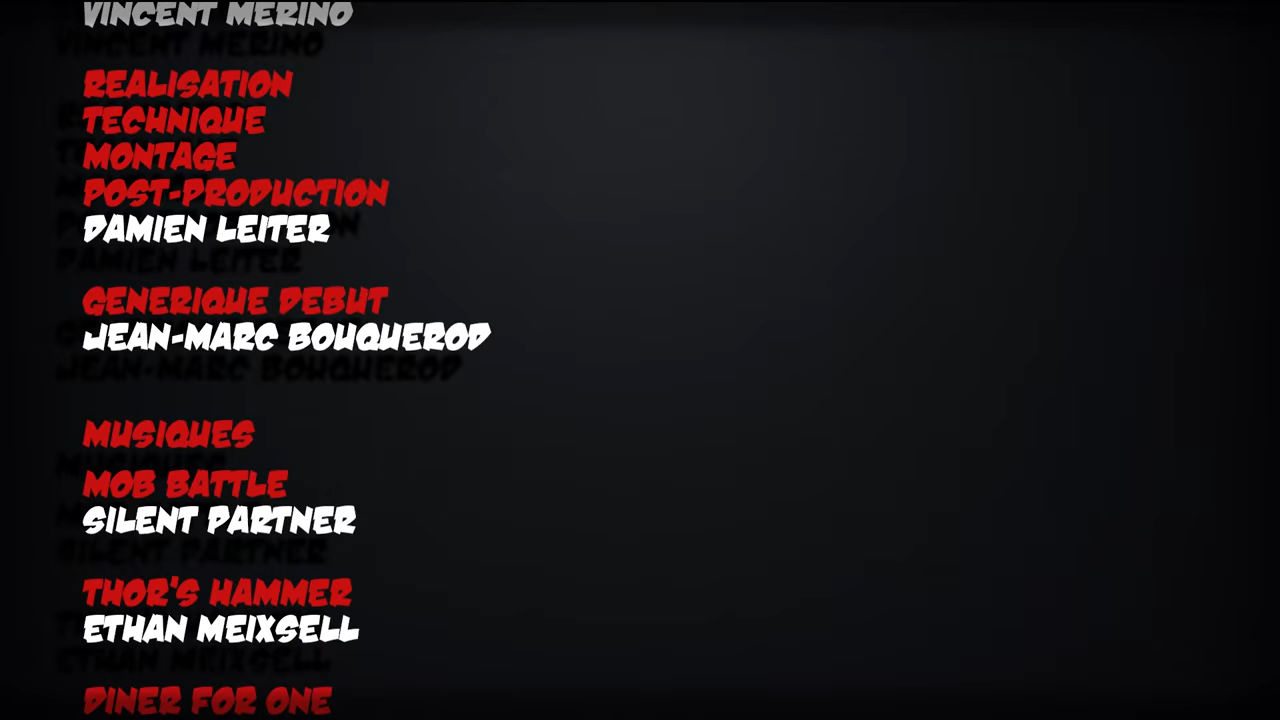 VINCENT MERINO
REALISATION
TECHNIQUE
MONTAGE
POST-PRODUCTION
DAMIEN LEITER
GENERIQUE DEBUT
JEAN-MARC BOUQUEROD
MUSIQUES
MOB BATTLE
SILENT PARTNER
THOR'S HAMMER
ETHAN MEIXSELL
DINER FOR ONE